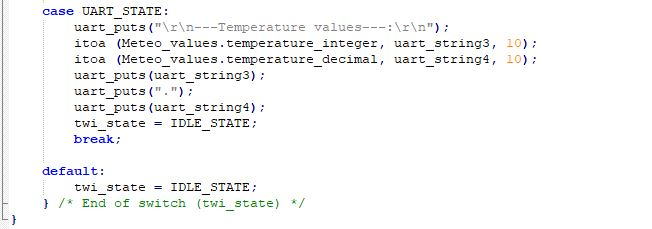 case UART_STATE:
uart_puts("\r\n---Temperature values---:\r\n");
itoa (Meteo_values.temperature_integer, uart_string3, 10);
itoa (Meteo_values.temperature_decimal, uart_string4, 10);
uart_puts(uart_string3);
uart_puts(".");
uart_puts(uart_string4);
twi_state = IDLE_STATE;
break;
default:
twi_state = IDLE_STATE;
} /* End of switch (twi_state) */
}